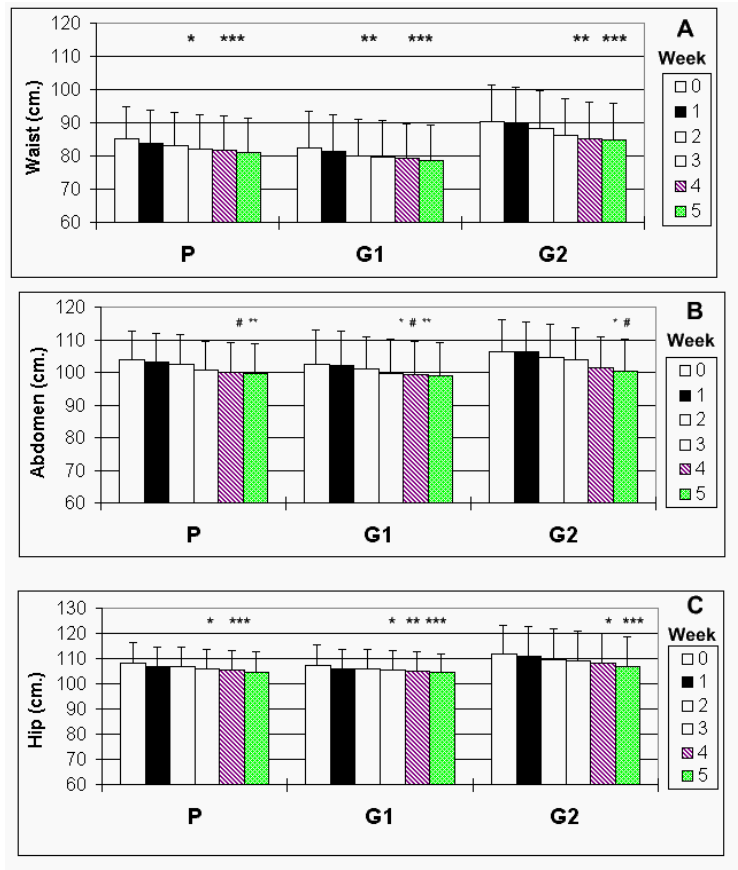 A
120
110
100
90
80
70
60
Waist (cm.)
* *** ** *** ** ***
Week
0
1
2
3
4
5
P G1 G2
B
120
110
100
90
80
70
60
Abdomen (cm.)
# ** * # ** * #
Week
0
1
2
3
4
5
P G1 G2
C
130
120
110
100
90
80
70
60
Hip (cm.)
* *** * ** *** * ***
Week
0
1
2
3
4
5
P G1 G2